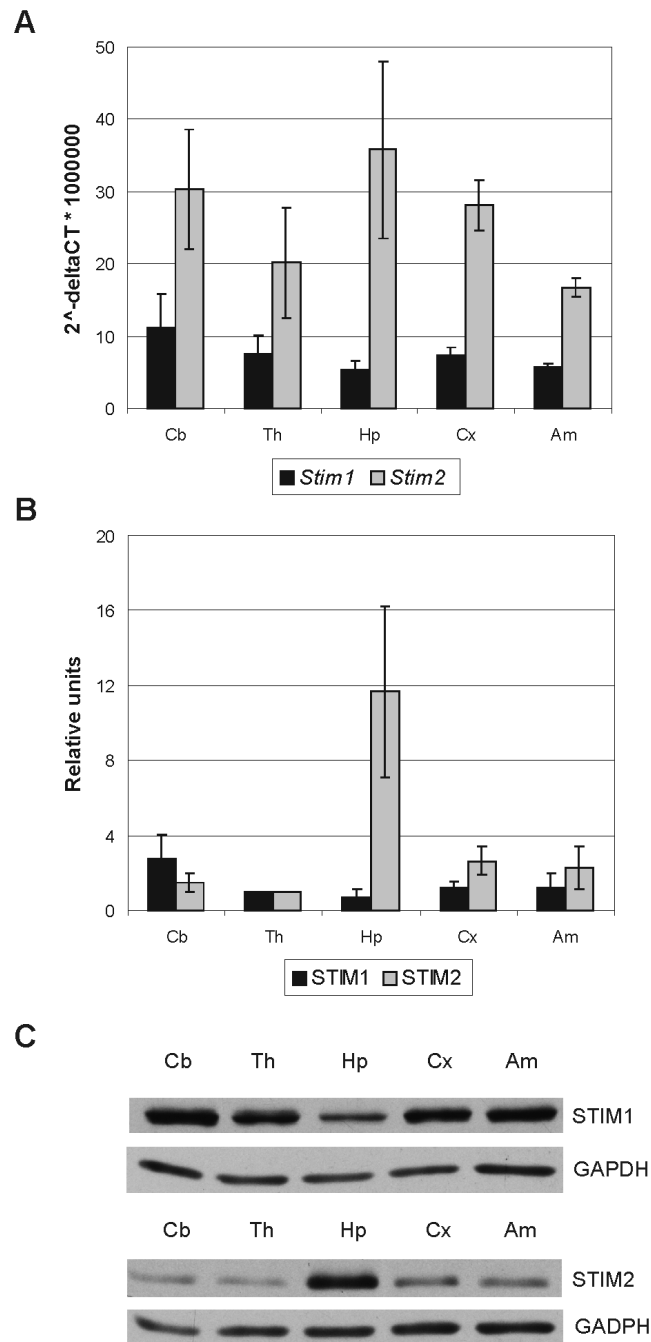 A
2^-deltaCT * 1000000
50
40
30
20
10
0
Cb Th Hp Cx Am
Stim1 Stim2
B
Relative units
20
16
12
8
4
0
Cb Th Hp Cx Am
STIM1 STIM2
C
Cb Th Hp Cx Am
STIM1
GAPDH
Cb Th Hp Cx Am
STIM2
GADPH